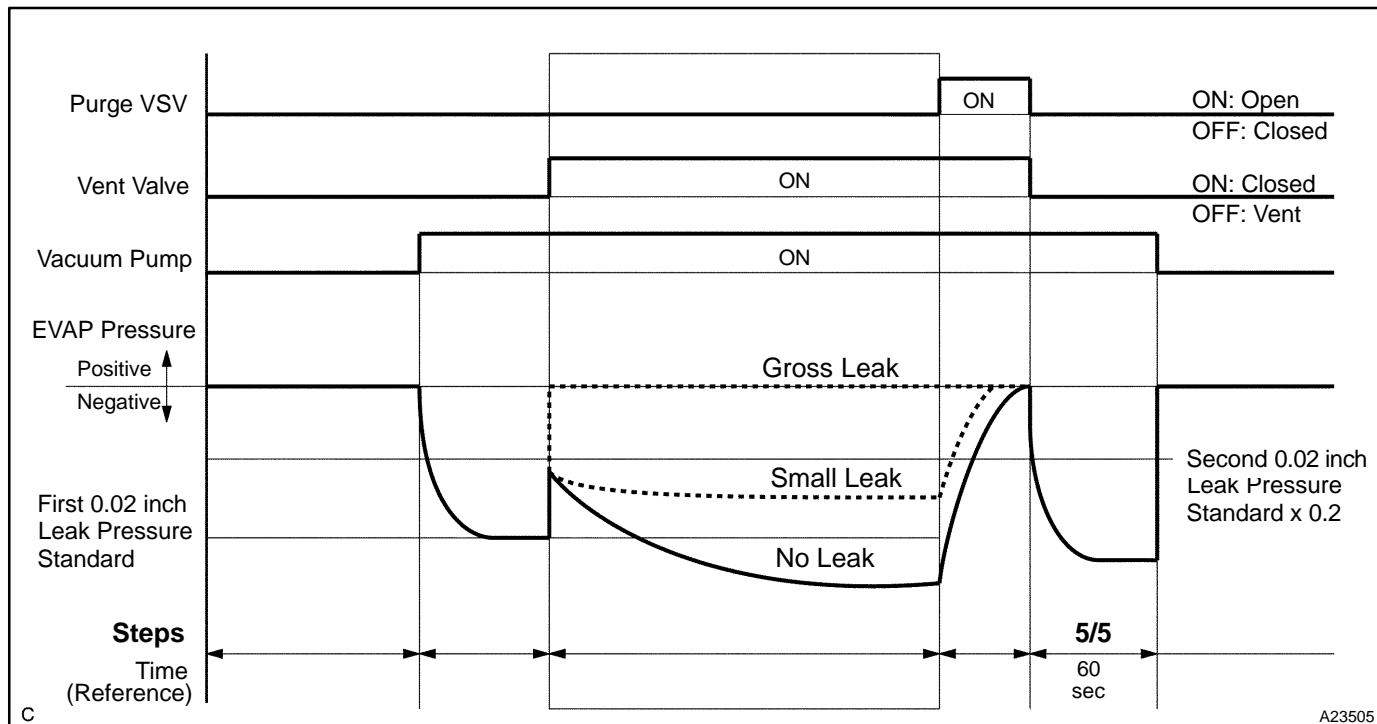 Purge VSV
ON
ON: Open
OFF: Closed
Vent Valve
ON
ON: Closed
OFF: Vent
Vacuum Pump
ON
EVAP Pressure
Positive
Negative
Gross Leak
Small Leak
No Leak
First 0.02 inch
Leak Pressure
Standard
Second 0.02 inch
Leak Pressure
Standard x 0.2
Steps
5/5
Time
(Reference)
60
sec
C
A23505